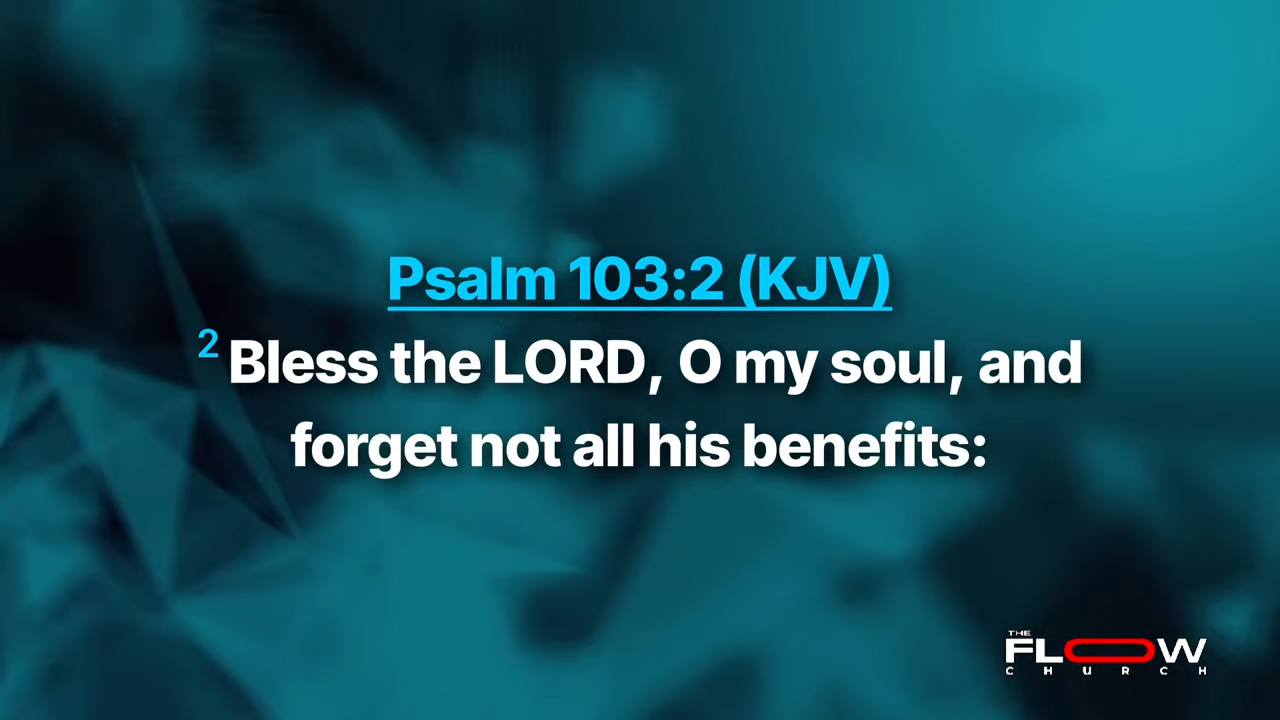 Psalm 103:2 (KJV)
2 Bless the LORD, O my soul, and
forget not all his benefits:
THE
FLOW
CHURCH